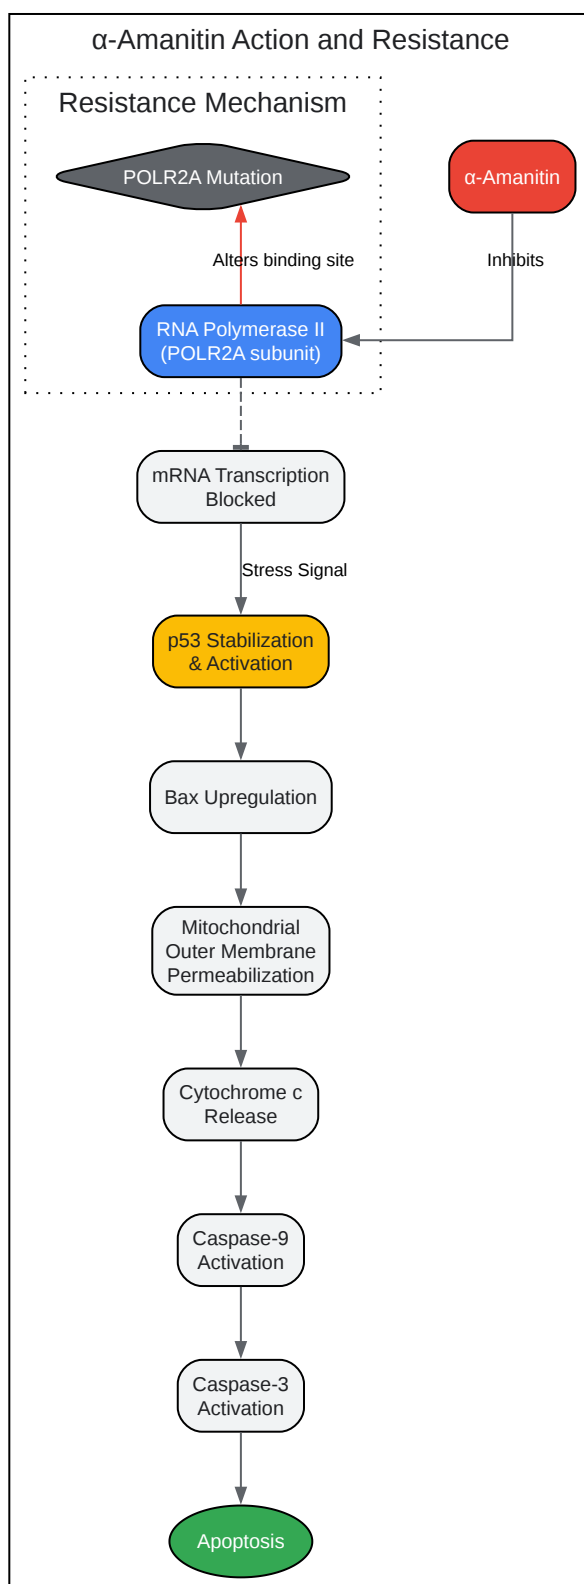 α-Amanitin Action and Resistance
Resistance Mechanism
POLR2A Mutation
α-Amanitin
Alters binding site
Inhibits
RNA Polymerase II
(POLR2A subunit)
mRNA Transcription
Blocked
Stress Signal
p53 Stabilization
& Activation
Bax Upregulation
Mitochondrial
Outer Membrane
Permeabilization
Cytochrome c
Release
Caspase-9
Activation
Caspase-3
Activation
Apoptosis